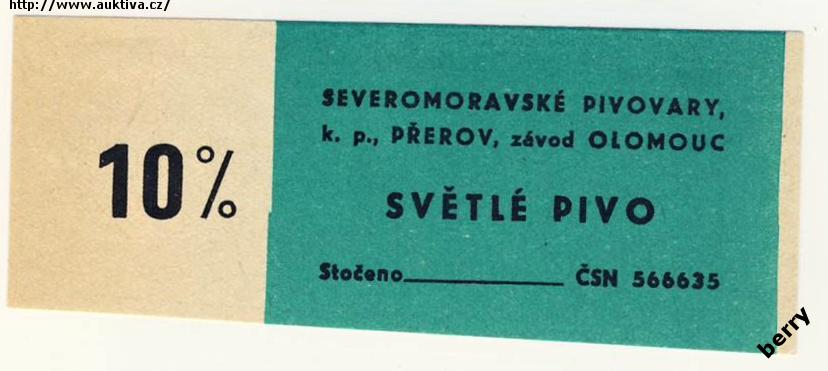 http://www.auktiva.cz/
10%
SEVEROMORAVSKÉ PIVOVARY,
k. p., PŘEROV, závod OLOMOUC
SVĚTLÉ PIVO
Stočeno ČSN 566635
berry